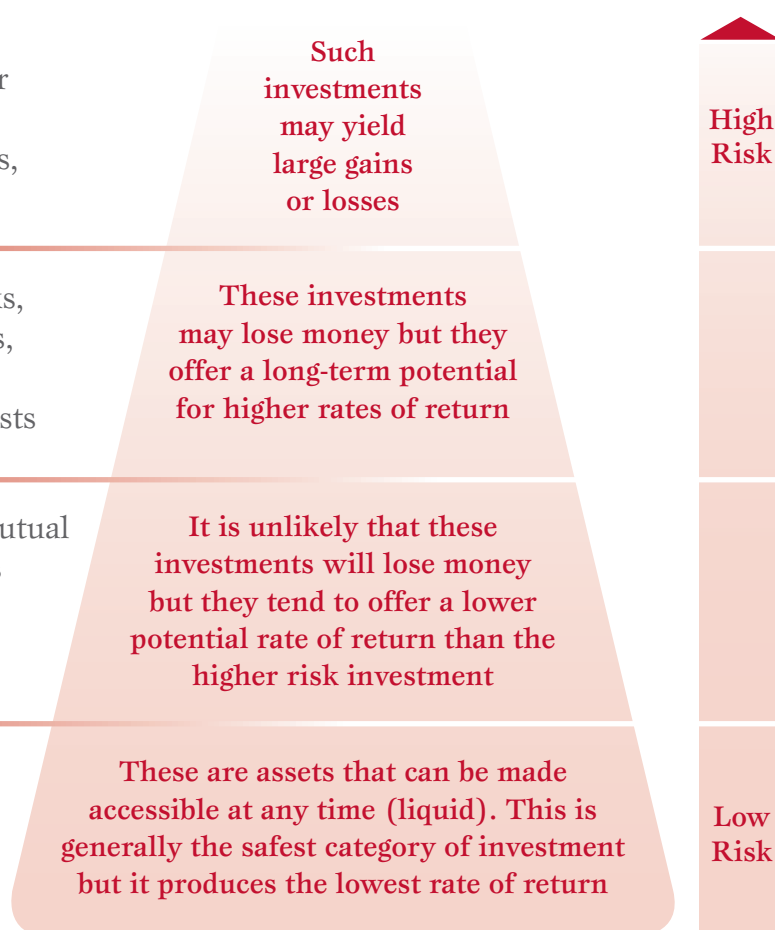 Such
investments
may yield
large gains
or losses
High
Risk
These investments
may lose money but they
offer a long-term potential
for higher rates of return
It is unlikely that these
investments will lose money
but they tend to offer a lower
potential rate of return than the
higher risk investment
These are assets that can be made
accessible at any time (liquid). This is
generally the safest category of investment
but it produces the lowest rate of return
Low
Risk